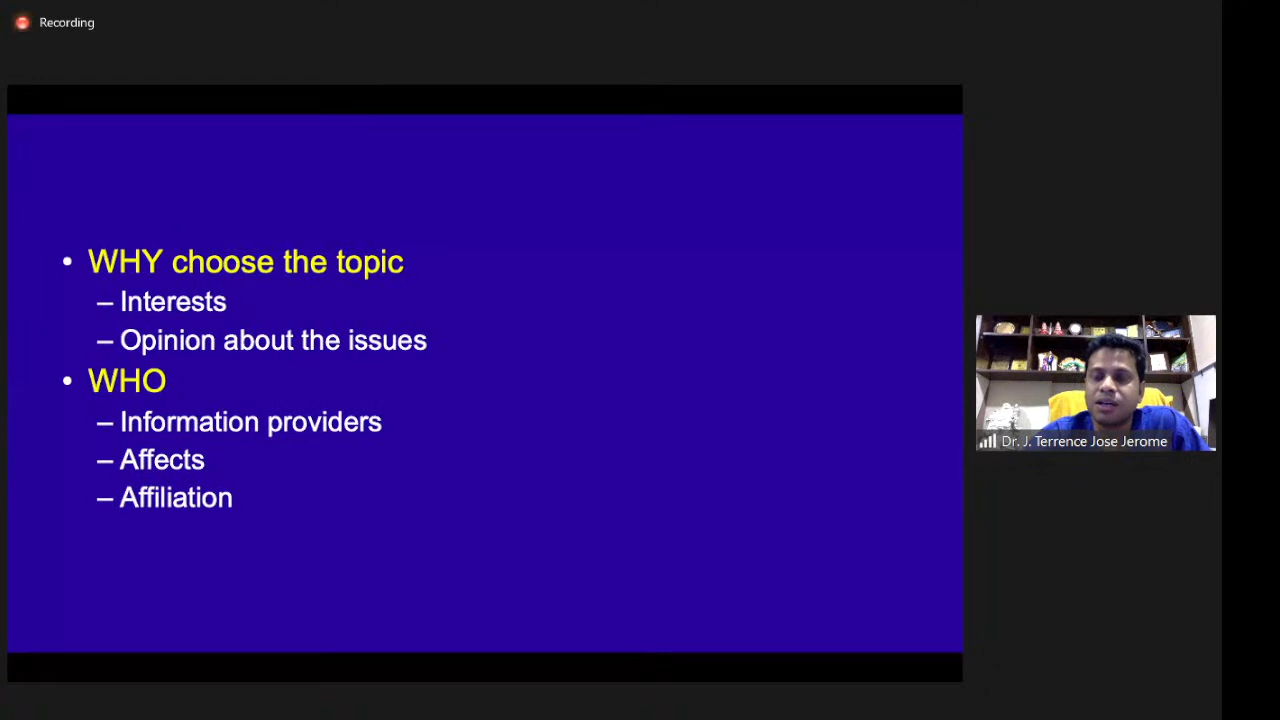 Recording
• WHY choose the topic
– Interests
– Opinion about the issues
• WHO
– Information providers
– Affects
– Affiliation
Dr. J. Terrence Jose Jerome